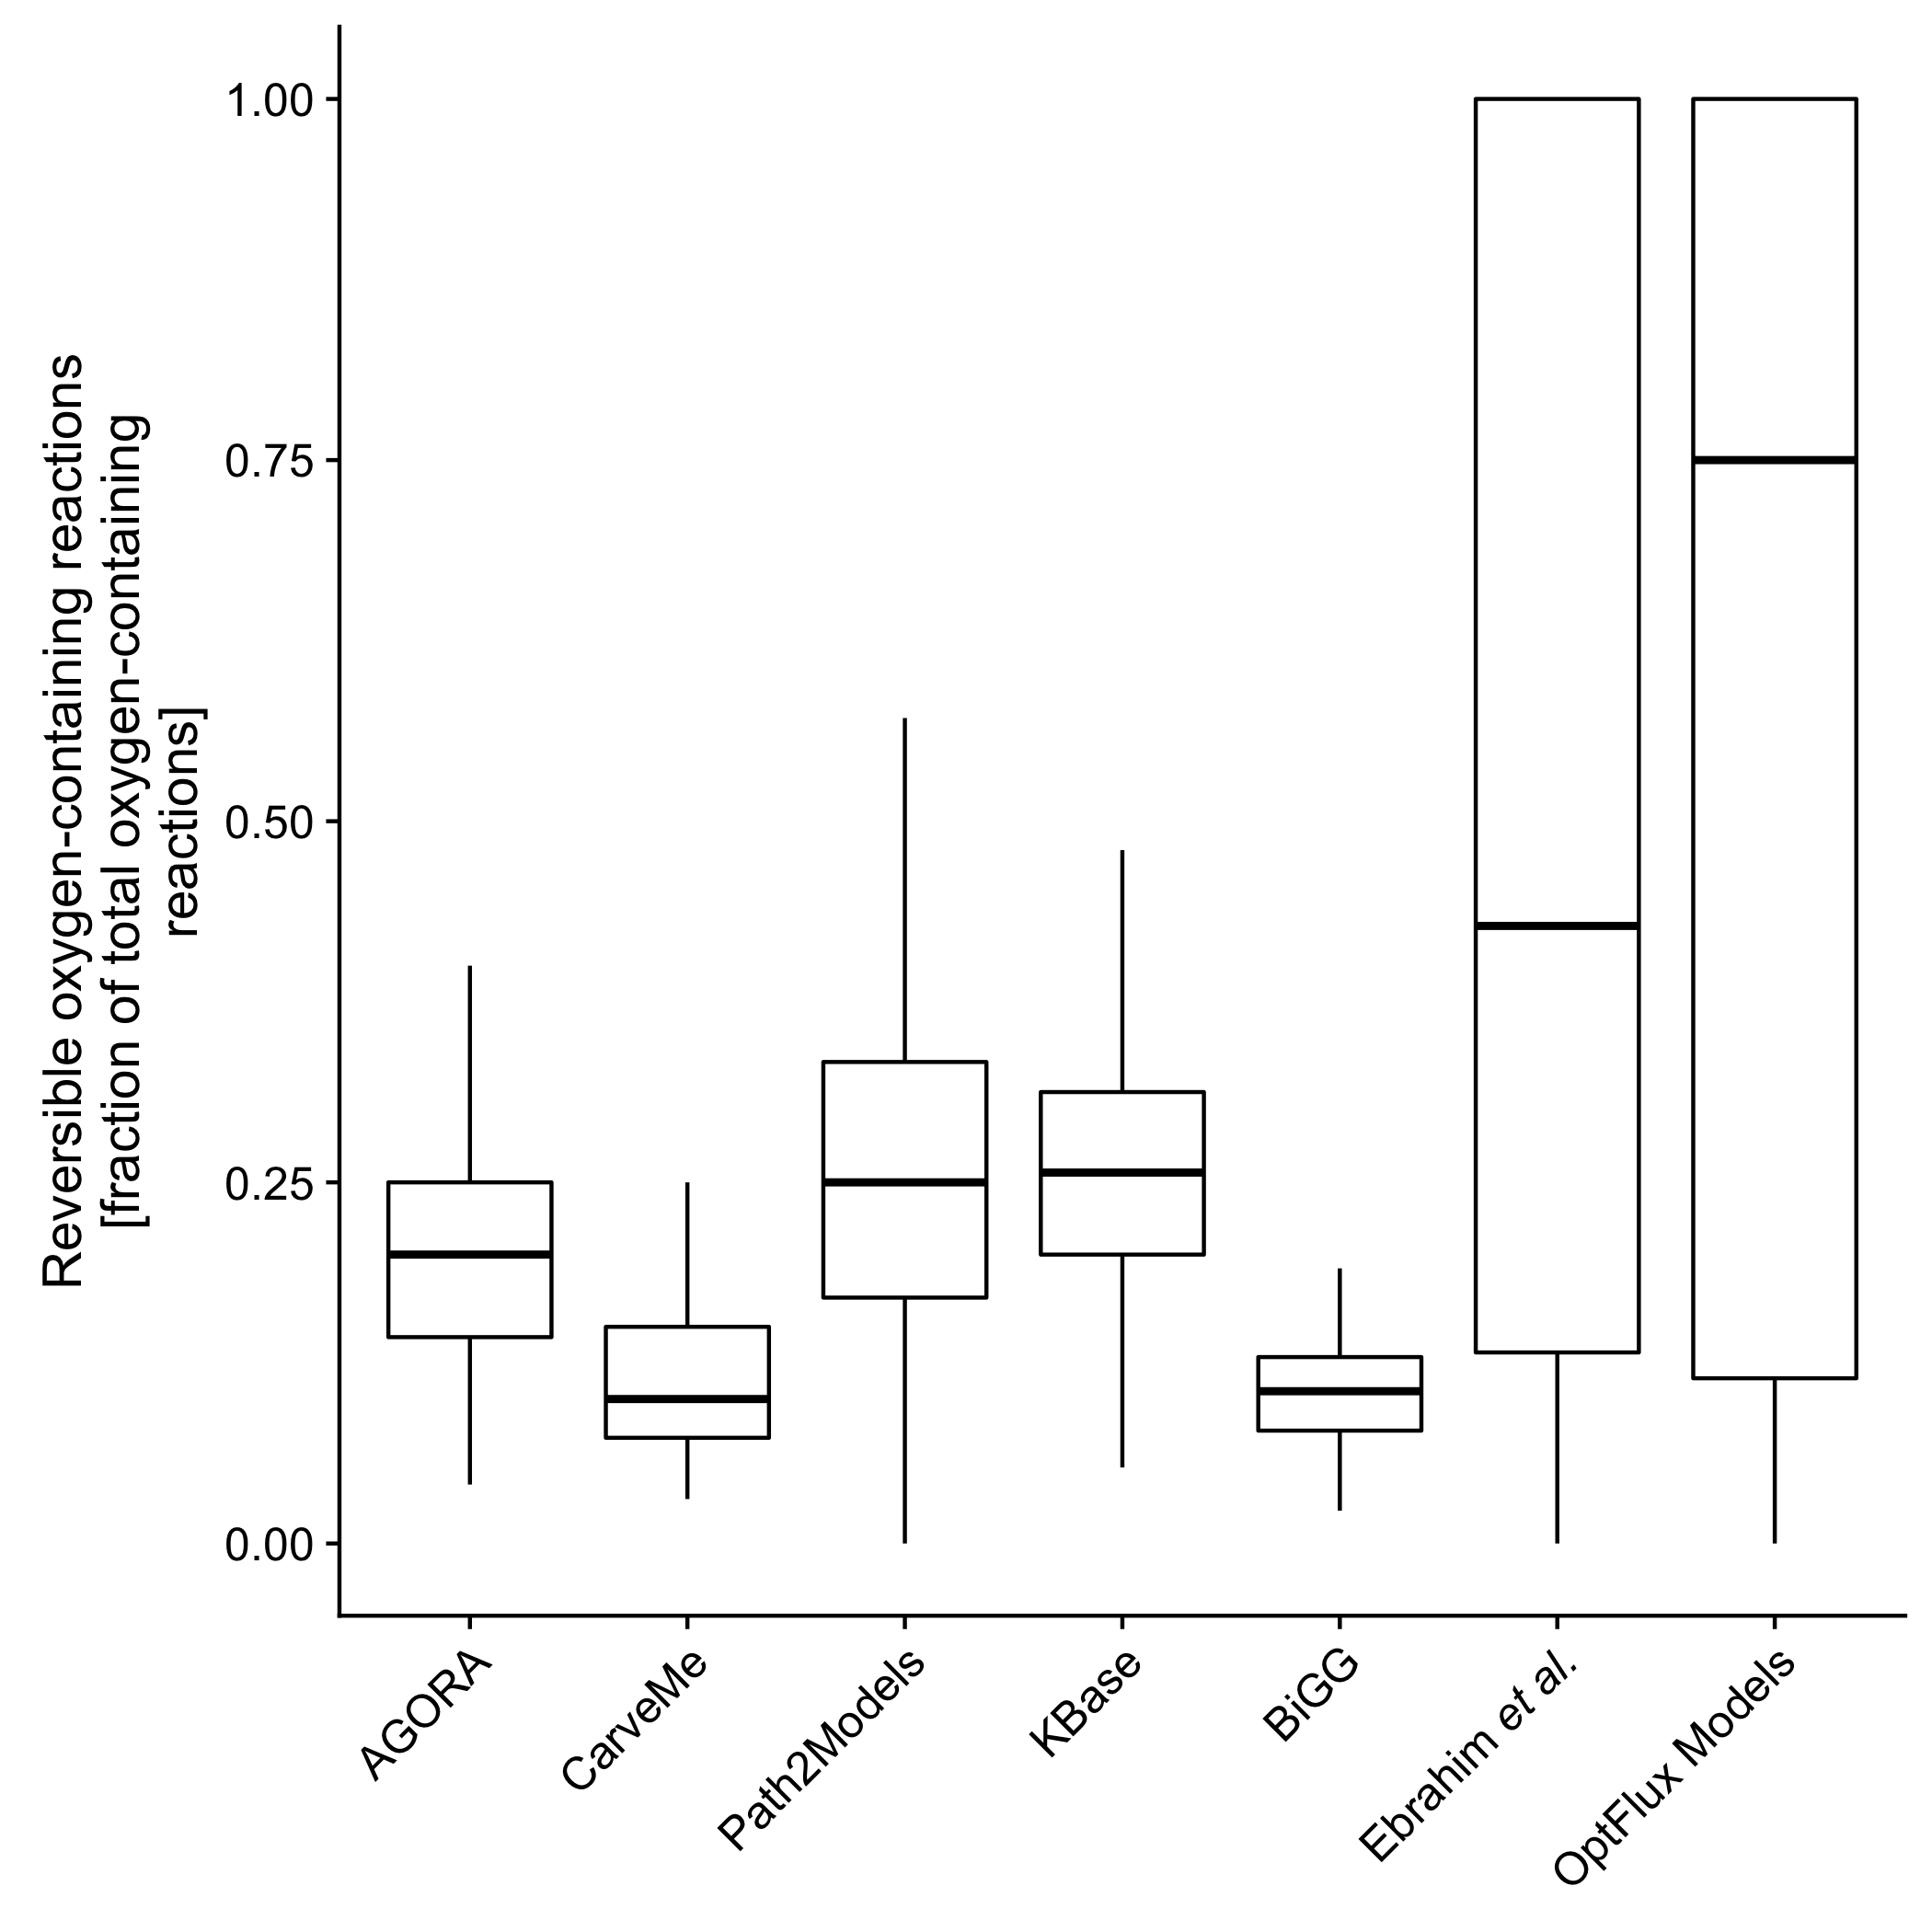 Reversible oxygen-containing reactions
[fraction of total oxygen-containing
reactions]
1.00
0.75
0.50
0.25
0.00
AGORA
CarveMe
Path2Models
KBase
BiGG
Ebrahim et al.
OptFlux Models